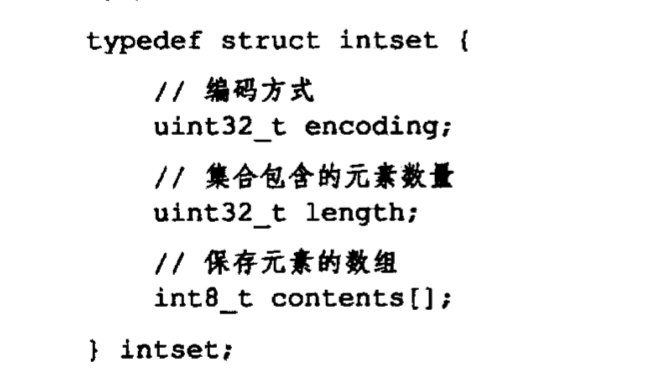 typedef struct intset {
// 编码方式
uint32_t encoding;
// 集合包含的元素数量
uint32_t length;
// 保存元素的数组
int8_t contents[];
} intset;